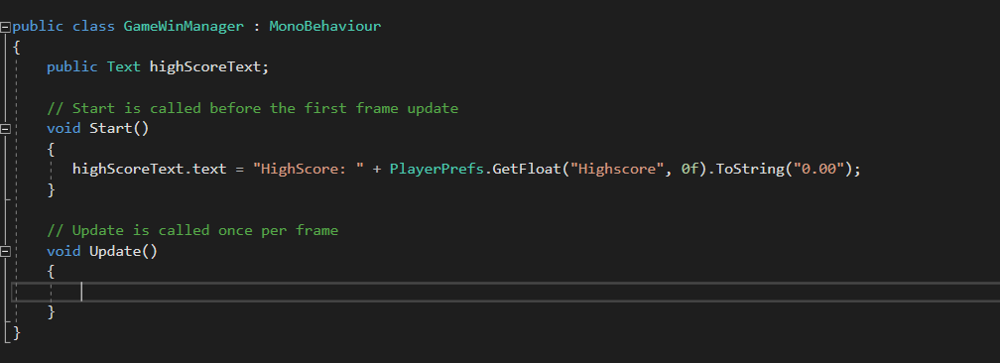 public class GameWinManager : MonoBehaviour
{
public Text highScoreText;
// Start is called before the first frame update
void Start()
{
highScoreText.text = "HighScore: " + PlayerPrefs.GetFloat("Highscore", 0f).ToString("0.00");
}
// Update is called once per frame
void Update()
{
}
}